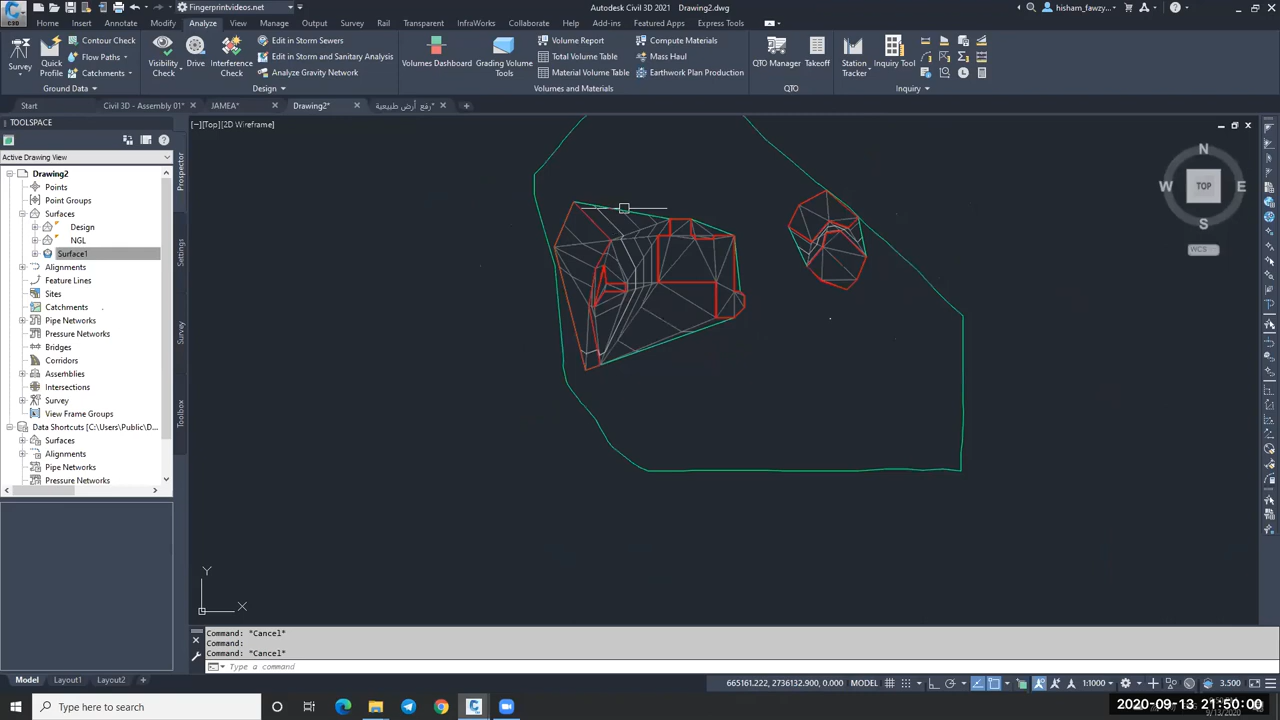 C3D
Fingerprintvideos.net
Autodesk Civil 3D 2021 Drawing2.dwg
hisham_fawzy...
Home Insert Annotate Modify Analyze View Manage Output Survey Rail Transparent InfraWorks Collaborate Help Add-ins Featured Apps Express Tools
Survey
Quick Profile
Contour Check
Flow Paths
Catchments
Ground Data
Visibility Check
Drive
Interference Check
Edit in Storm Sewers
Edit in Storm and Sanitary Analysis
Analyze Gravity Network
Design
Volumes Dashboard
Grading Volume Tools
Volume Report
Total Volume Table
Material Volume Table
Compute Materials
Mass Haul
Earthwork Plan Production
Volumes and Materials
QTO Manager
Takeoff
QTO
Station Tracker
Inquiry Tool
Inquiry
Start
Civil 3D - Assembly 01*
JAMEA*
Drawing2*
رفع أرض طبيعية*
TOOLSPACE
Active Drawing View
Drawing2
Points
Point Groups
Surfaces
Design
NGL
Surface1
Alignments
Feature Lines
Sites
Catchments
Pipe Networks
Pressure Networks
Bridges
Corridors
Assemblies
Intersections
Survey
View Frame Groups
Data Shortcuts [C:\Users\Public\D...
Surfaces
Alignments
Pipe Networks
Pressure Networks
Prospector
Settings
Survey
Toolbox
[−][Top][2D Wireframe]
N
W TOP E
S
WCS
Y
X
Command: *Cancel*
Command:
Command: *Cancel*
Type a command
Model Layout1 Layout2
665161.222, 2736132.900, 0.000 MODEL
1:1000
3.500
Type here to search
2020-09-13 21:50:00
9/13/2020